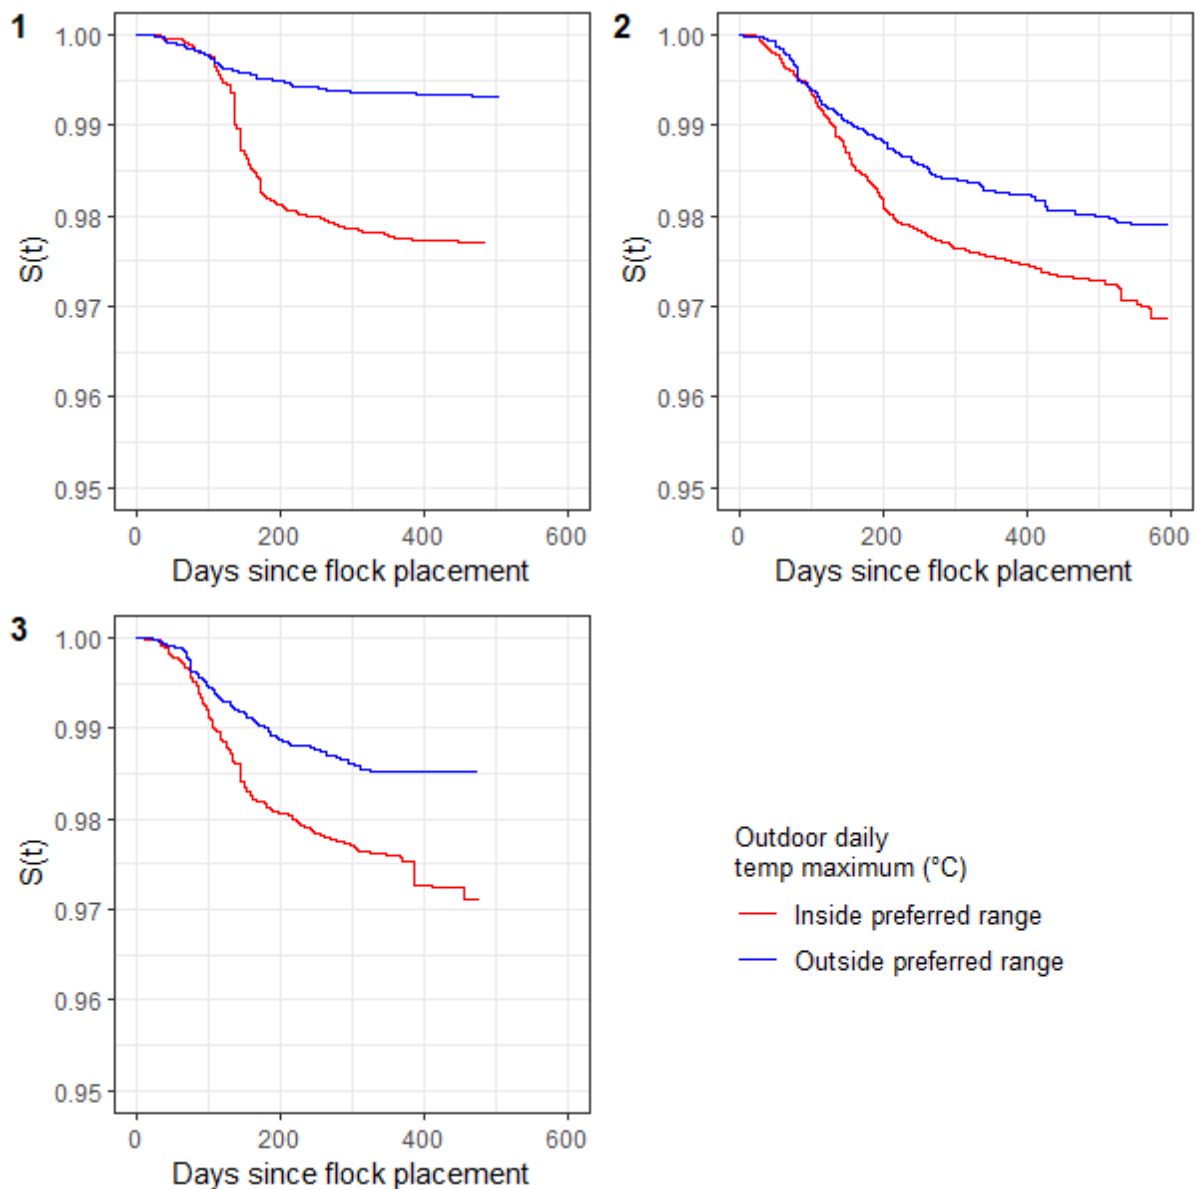 1
1.00
0.99
0.98
0.97
0.96
0.95
S(t)
0 200 400 600
Days since flock placement
2
1.00
0.99
0.98
0.97
0.96
0.95
S(t)
0 200 400 600
Days since flock placement
3
1.00
0.99
0.98
0.97
0.96
0.95
S(t)
0 200 400 600
Days since flock placement
Outdoor daily
temp maximum (°C)
Inside preferred range
Outside preferred range